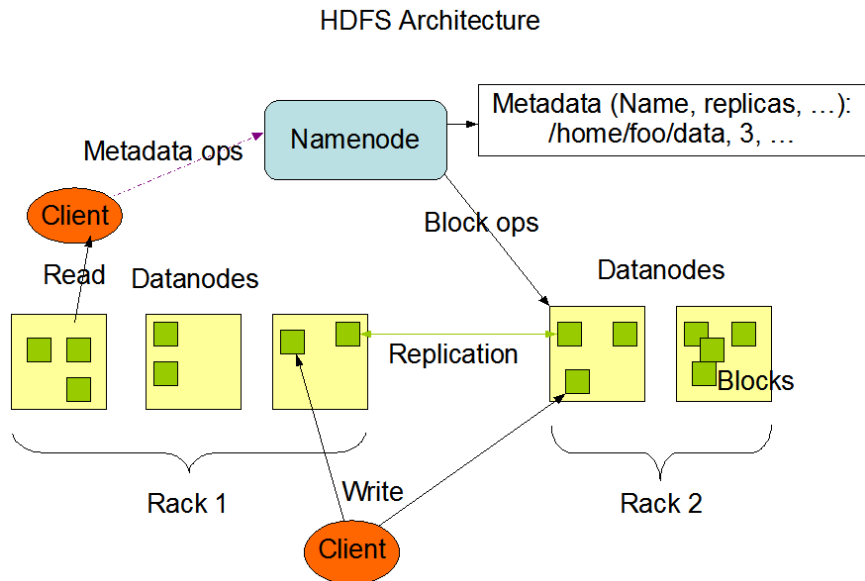 HDFS Architecture
Metadata (Name, replicas, …):
/home/foo/data, 3, …
Namenode
Metadata ops
Client
Block ops
Read
Datanodes
Datanodes
Replication
Blocks
Rack 1
Write
Rack 2
Client